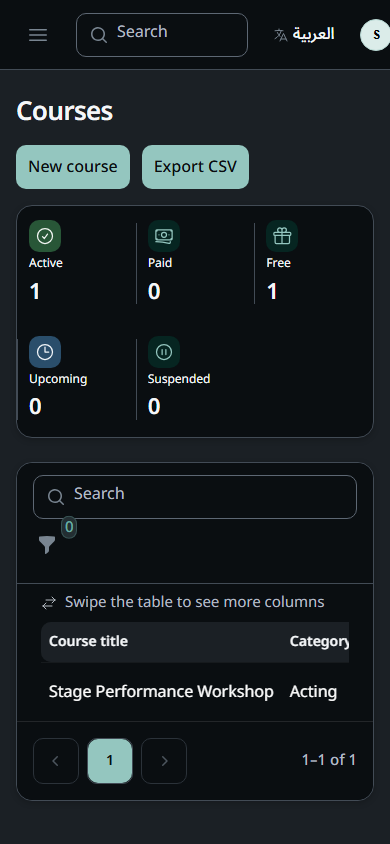 Search
العربية
S
Courses
New course
Export CSV
Active
1
Paid
0
Free
1
Upcoming
0
Suspended
0
Search
0
Swipe the table to see more columns
Course title
Category
Stage Performance Workshop
Acting
1
1–1 of 1